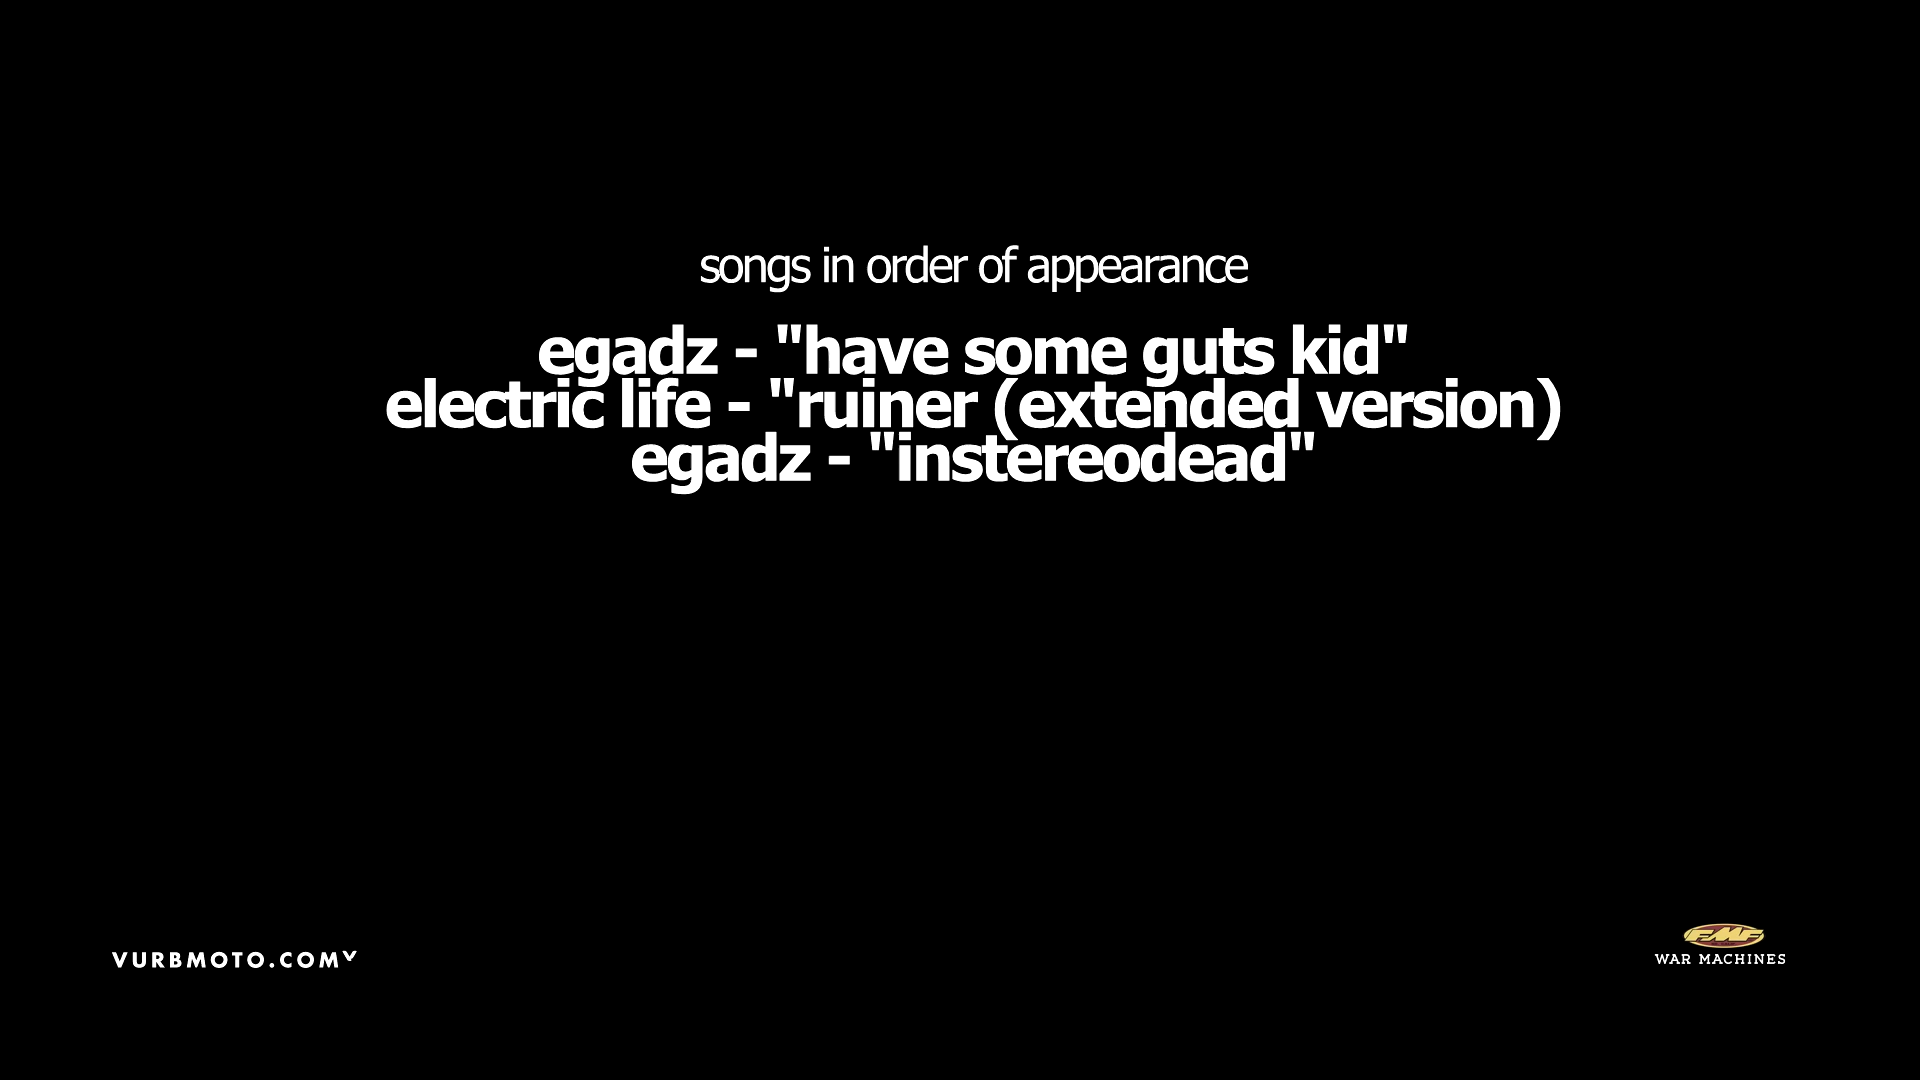 songs in order of appearance
egadz - "have some guts kid"
electric life - "ruiner (extended version)
egadz - "instereodead"
VURBMOTO.COMV
FMF
WAR MACHINES